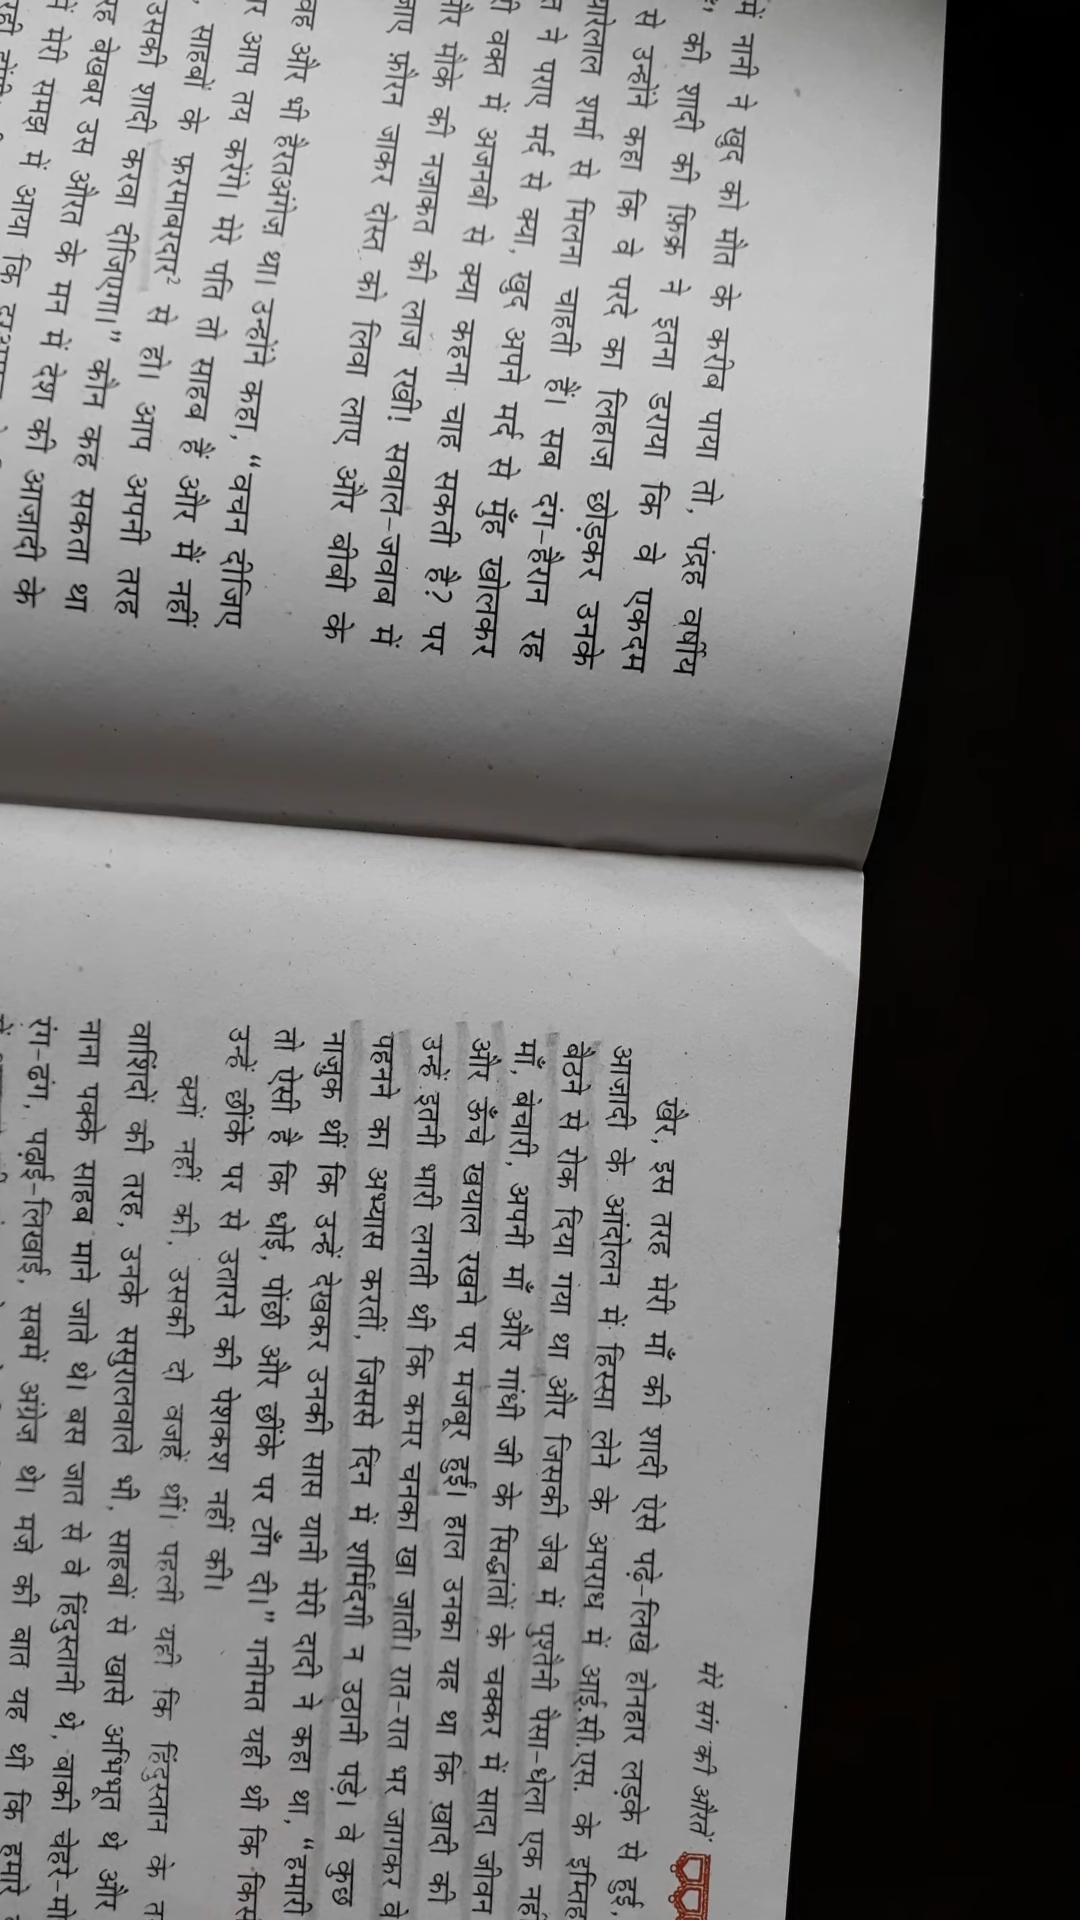 में नानी ने खुद को मौत के करीब पाया तो, पंद्रह वर्षीय
की शादी की फ़िक्र ने इतना डराया कि वे एकदम
से उन्होंने कहा कि वे परदे का लिहाज़ छोड़कर उनके
प्यारेलाल शर्मा से मिलना चाहती हैं। सब दंग-हैरान रह
ने पराए मर्द से क्या, खुद अपने मर्द से मुँह खोलकर
वक्त में अजनबी से क्या कहना चाह सकती है? पर
और मौके की नज़ाकत की लाज रखी! सवाल-जवाब में
फ़ौरन जाकर दोस्त को लिवा लाए और बीवी के
वह और भी हैरतअंगेज़ था। उन्होंने कहा, “वचन दीजिए
आप तय करेंगे। मेरे पति तो साहब हैं और मैं नहीं
साहबों के फ़रमाबरदार² से हो। आप अपनी तरह
उसकी शादी करवा दीजिएगा।” कौन कह सकता था
बेखबर उस औरत के मन में देश की आज़ादी के
में मेरी समझ में आया कि
मेरे संग की औरतें
खैर, इस तरह मेरी माँ की शादी ऐसे पढ़े-लिखे होनहार लड़के से हुई,
आज़ादी के आंदोलन में हिस्सा लेने के अपराध में आई.सी.एस. के
बैठने से रोक दिया गया था और जिसकी जेब में पुश्तैनी पैसा-धेला एक
माँ, बेचारी, अपनी माँ और गांधी जी के सिद्धांतों के चक्कर में सादा जीवन
और ऊँचे खयाल रखने पर मजबूर हुईं। हाल उनका यह था कि खादी की
उन्हें इतनी भारी लगती थी कि कमर चनका खा जाती। रात-रात भर जागकर वे
पहनने का अभ्यास करतीं, जिससे दिन में शर्मिंदगी न उठानी पड़े। वे कुछ
नाजुक थीं कि उन्हें देखकर उनकी सास यानी मेरी दादी ने कहा था, “हमारी
तो ऐसी है कि धोई, पोंछी और छींके पर टाँग दी।” गनीमत यही थी कि
उन्हें छींके पर से उतारने की पेशकश नहीं की।
क्यों नहीं की, उसकी दो वजहें थीं। पहली यही कि हिंदुस्तान के
वाशिंदों की तरह, उनके ससुरालवाले भी, साहबों से खासे अभिभूत थे और
नाना पक्के साहब माने जाते थे। बस जात से वे हिंदुस्तानी थे, बाकी
रंग-ढंग, पढ़ाई-लिखाई, सबमें अंग्रेज़ थे। मज़े की बात यह थी कि हमारे